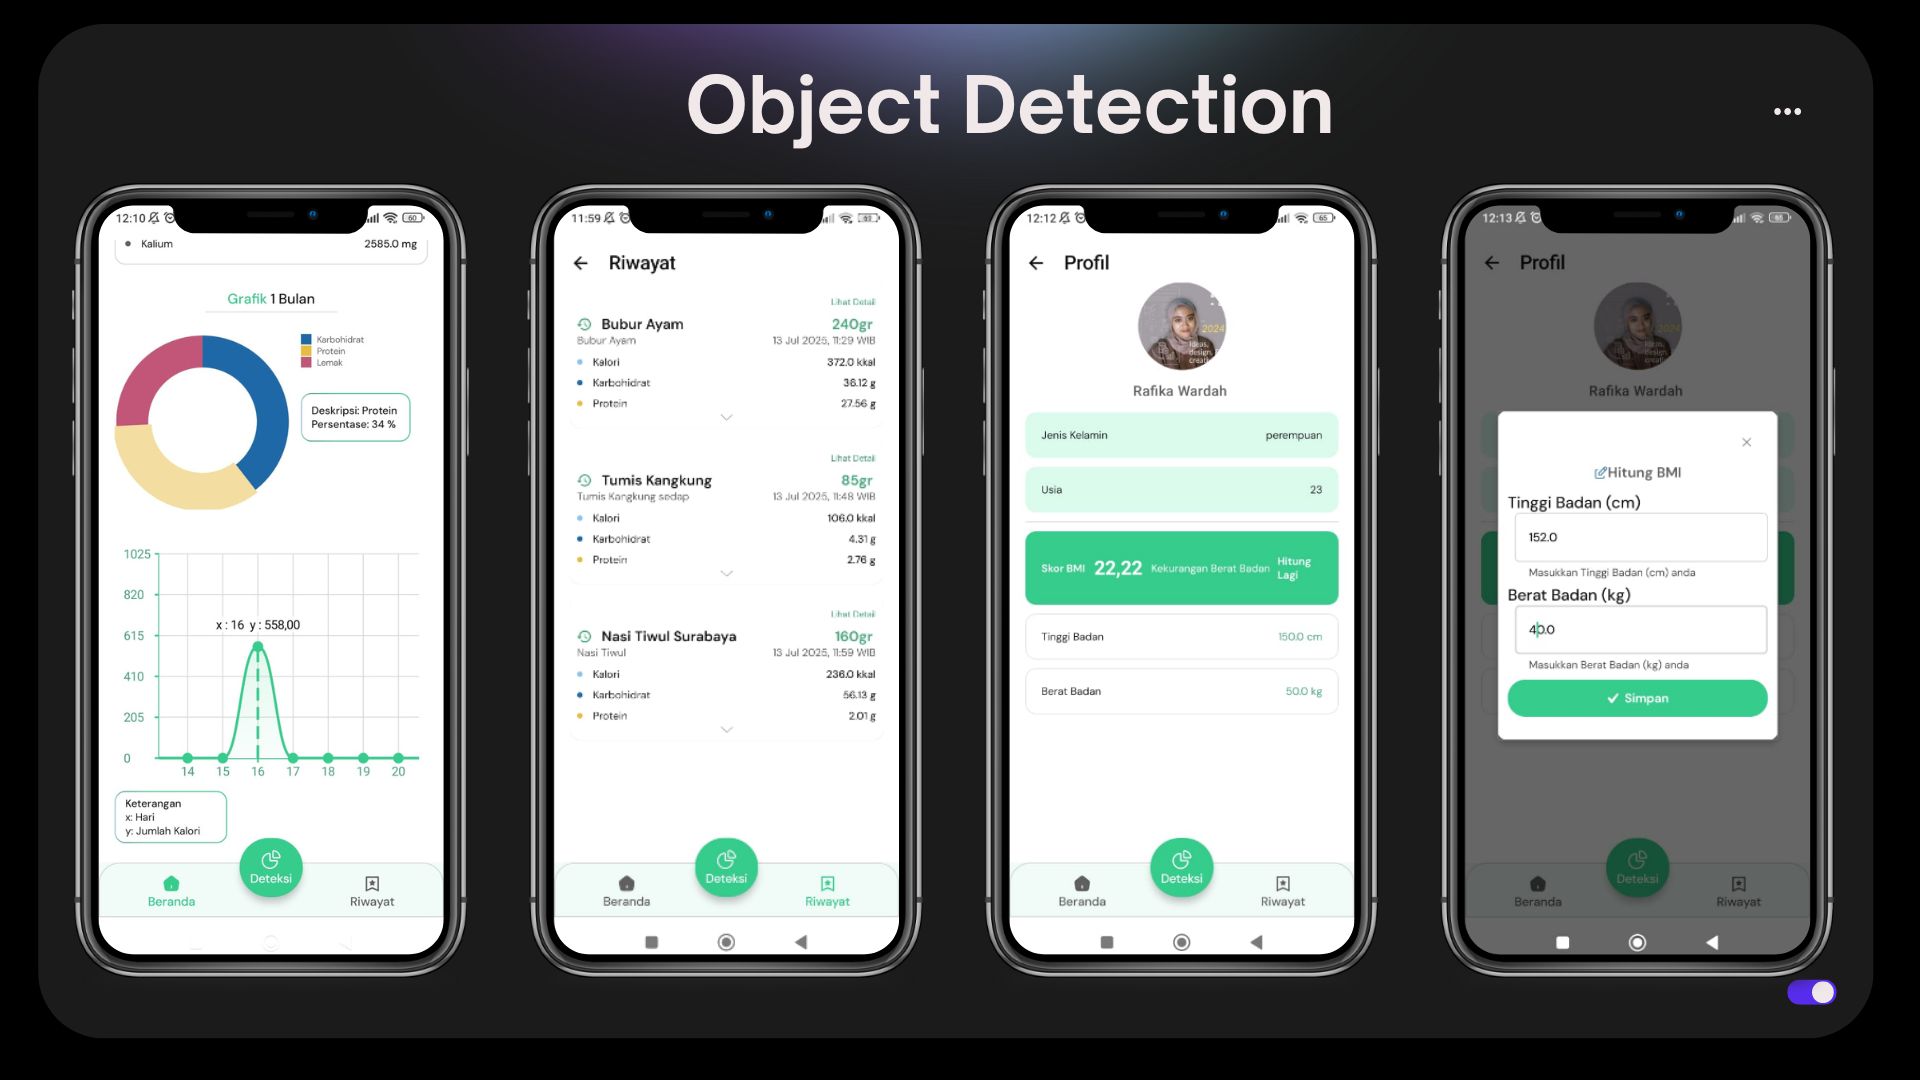 Object Detection
12:10
60
Kalium 2585.0 mg
Grafik 1 Bulan
Karbohidrat
Protein
Lemak
Deskripsi: Protein
Persentase: 34 %
1025
820
615
410
205
0
x : 16 y : 558,00
14 15 16 17 18 19 20
Keterangan
x: Hari
y: Jumlah Kalori
Deteksi
Beranda Riwayat
11:59
Riwayat
Lihat Detail
Bubur Ayam 240gr
Bubur Ayam 13 Jul 2025, 11:29 WIB
Kalori 372.0 kkal
Karbohidrat 36.12 g
Protein 27.56 g
Lihat Detail
Tumis Kangkung 85gr
Tumis Kangkung sedap 13 Jul 2025, 11:48 WIB
Kalori 106.0 kkal
Karbohidrat 4.31 g
Protein 2.76 g
Lihat Detail
Nasi Tiwul Surabaya 160gr
Nasi Tiwul 13 Jul 2025, 11:59 WIB
Kalori 236.0 kkal
Karbohidrat 56.13 g
Protein 2.01 g
Deteksi
Beranda Riwayat
12:12
65
Profil
2024
Ideas,
design,
Rafika Wardah
Jenis Kelamin perempuan
Usia 23
Skor BMI 22,22 Kekurangan Berat Badan Hitung Lagi
Tinggi Badan 150.0 cm
Berat Badan 50.0 kg
Deteksi
Beranda Riwayat
12:13
Profil
2024
Rafika Wardah
Hitung BMI
Tinggi Badan (cm)
152.0
Masukkan Tinggi Badan (cm) anda
Berat Badan (kg)
40.0
Masukkan Berat Badan (kg) anda
Simpan
Deteksi
Beranda Riwayat